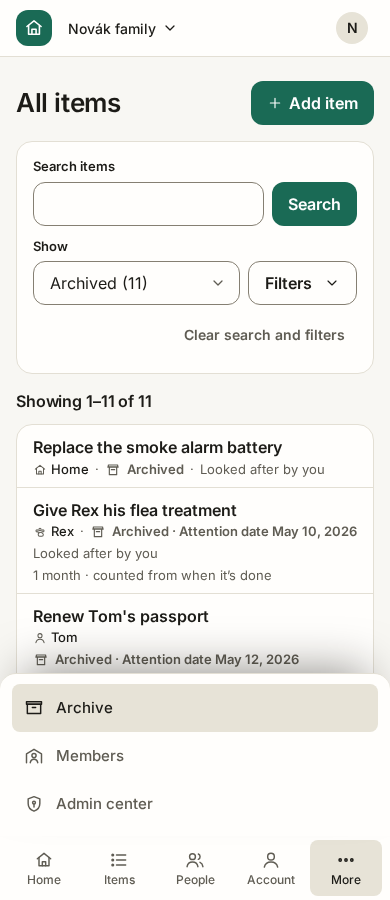 Novák family
N
All items
Add item
Search items
Search
Show
Archived (11)
Filters
Clear search and filters
Showing 1–11 of 11
Replace the smoke alarm battery
Home · Archived · Looked after by you
Give Rex his flea treatment
Rex · Archived · Attention date May 10, 2026
Looked after by you
1 month · counted from when it’s done
Renew Tom's passport
Tom
Archived · Attention date May 12, 2026
Archive
Members
Admin center
Home Items People Account More